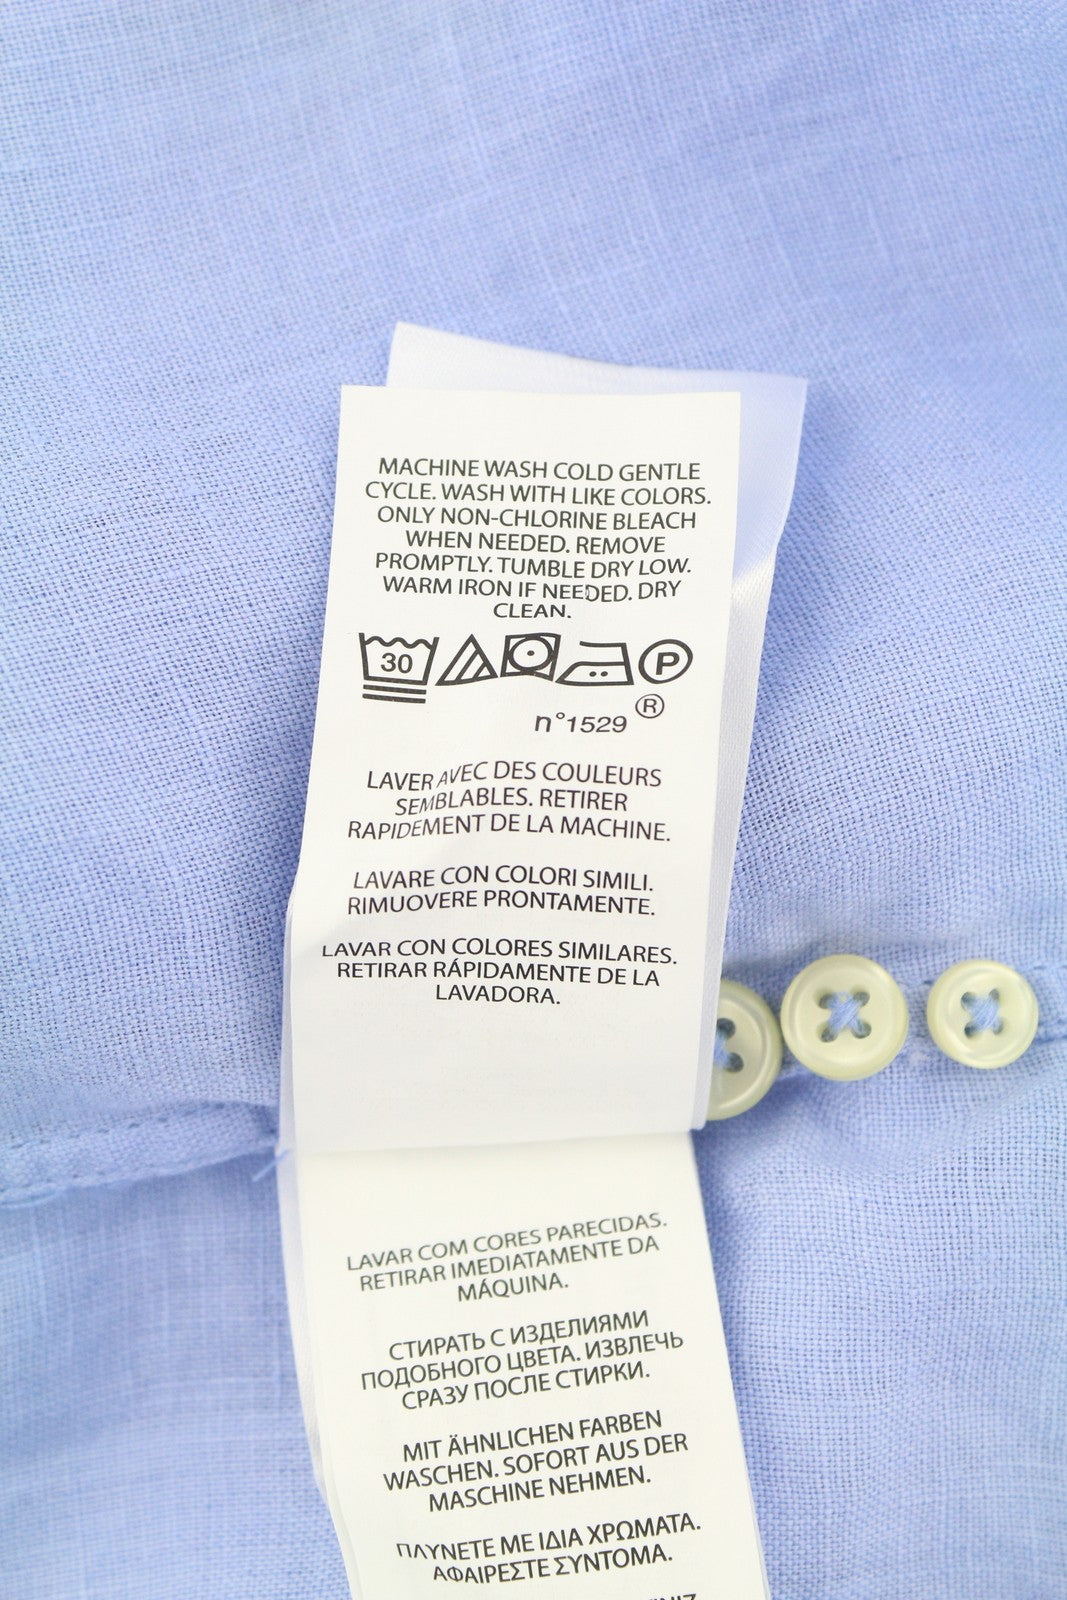 MACHINE WASH COLD GENTLE
CYCLE. WASH WITH LIKE COLORS.
ONLY NON-CHLORINE BLEACH
WHEN NEEDED. REMOVE
PROMPTLY. TUMBLE DRY LOW.
WARM IRON IF NEEDED. DRY
CLEAN.
30 P
n°1529 ®
LAVER AVEC DES COULEURS
SEMBLABLES. RETIRER
RAPIDEMENT DE LA MACHINE.
LAVARE CON COLORI SIMILI.
RIMUOVERE PRONTAMENTE.
LAVAR CON COLORES SIMILARES.
RETIRAR RÁPIDAMENTE DE LA
LAVADORA.
LAVAR COM CORES PARECIDAS.
RETIRAR IMEDIATAMENTE DA
MÁQUINA.
СТИРАТЬ С ИЗДЕЛИЯМИ
ПОДОБНОГО ЦВЕТА. ИЗВЛЕЧЬ
СРАЗУ ПОСЛЕ СТИРКИ.
MIT ÄHNLICHEN FARBEN
WASCHEN. SOFORT AUS DER
MASCHINE NEHMEN.
ΠΛΥΝΕΤΕ ΜΕ ΙΔΙΑ ΧΡΩΜΑΤΑ.
ΑΦΑΙΡΕΣΤΕ ΣΥΝΤΟΜΑ.